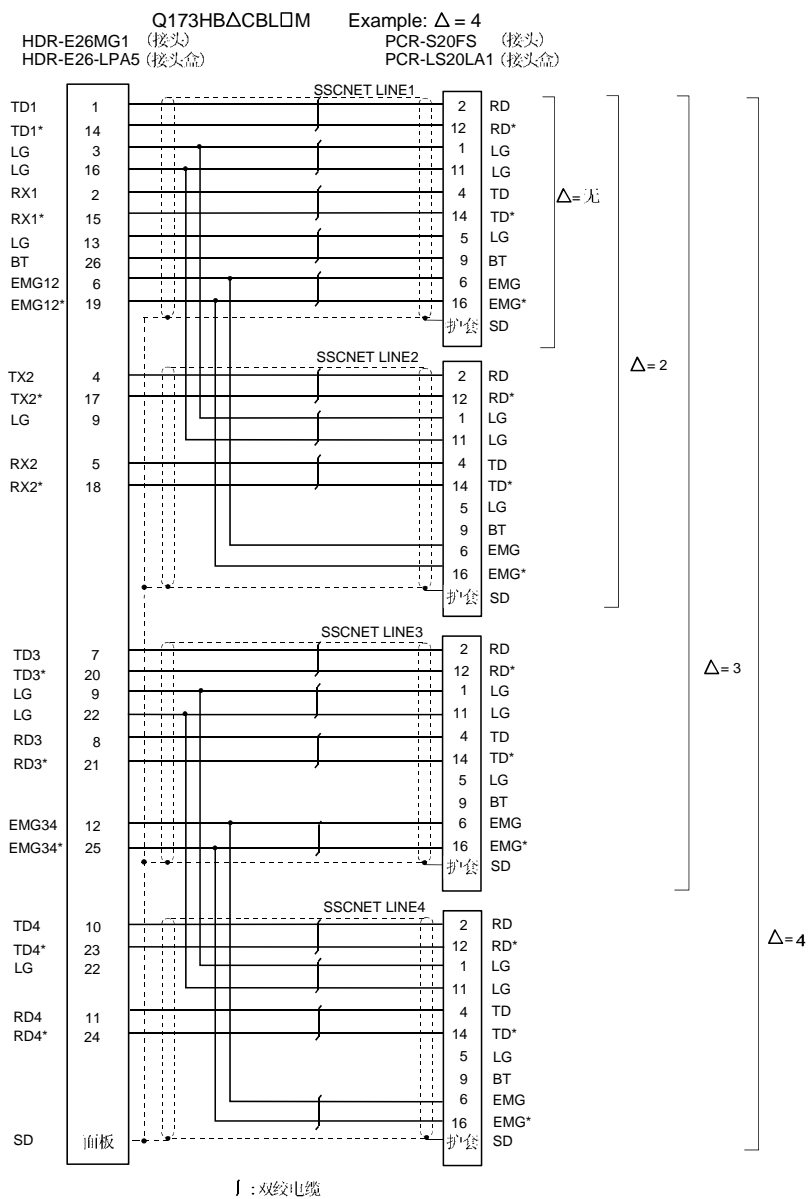 Q173HBΔCBL□M Example: Δ = 4
HDR-E26MG1 (接头) PCR-S20FS (接头)
HDR-E26-LPA5 (接头盒) PCR-LS20LA1 (接头盒)
SSCNET LINE1
TD1 1 2 RD
TD1* 14 12 RD*
LG 3 1 LG
LG 16 11 LG
RX1 2 4 TD
RX1* 15 14 TD*
LG 13 5 LG
BT 26 9 BT
EMG12 6 6 EMG
EMG12* 19 16 EMG*
护套 SD
Δ= 无
SSCNET LINE2
TX2 4 2 RD
TX2* 17 12 RD*
LG 9 1 LG
11 LG
RX2 5 4 TD
RX2* 18 14 TD*
5 LG
9 BT
6 EMG
16 EMG*
护套 SD
Δ= 2
SSCNET LINE3
TD3 7 2 RD
TD3* 20 12 RD*
LG 9 1 LG
LG 22 11 LG
RD3 8 4 TD
RD3* 21 14 TD*
5 LG
9 BT
EMG34 12 6 EMG
EMG34* 25 16 EMG*
护套 SD
Δ= 3
SSCNET LINE4
TD4 10 2 RD
TD4* 23 12 RD*
LG 22 1 LG
11 LG
RD4 11 4 TD
RD4* 24 14 TD*
5 LG
9 BT
6 EMG
16 EMG*
SD 面板 护套 SD
Δ= 4
∫ : 双绞电缆